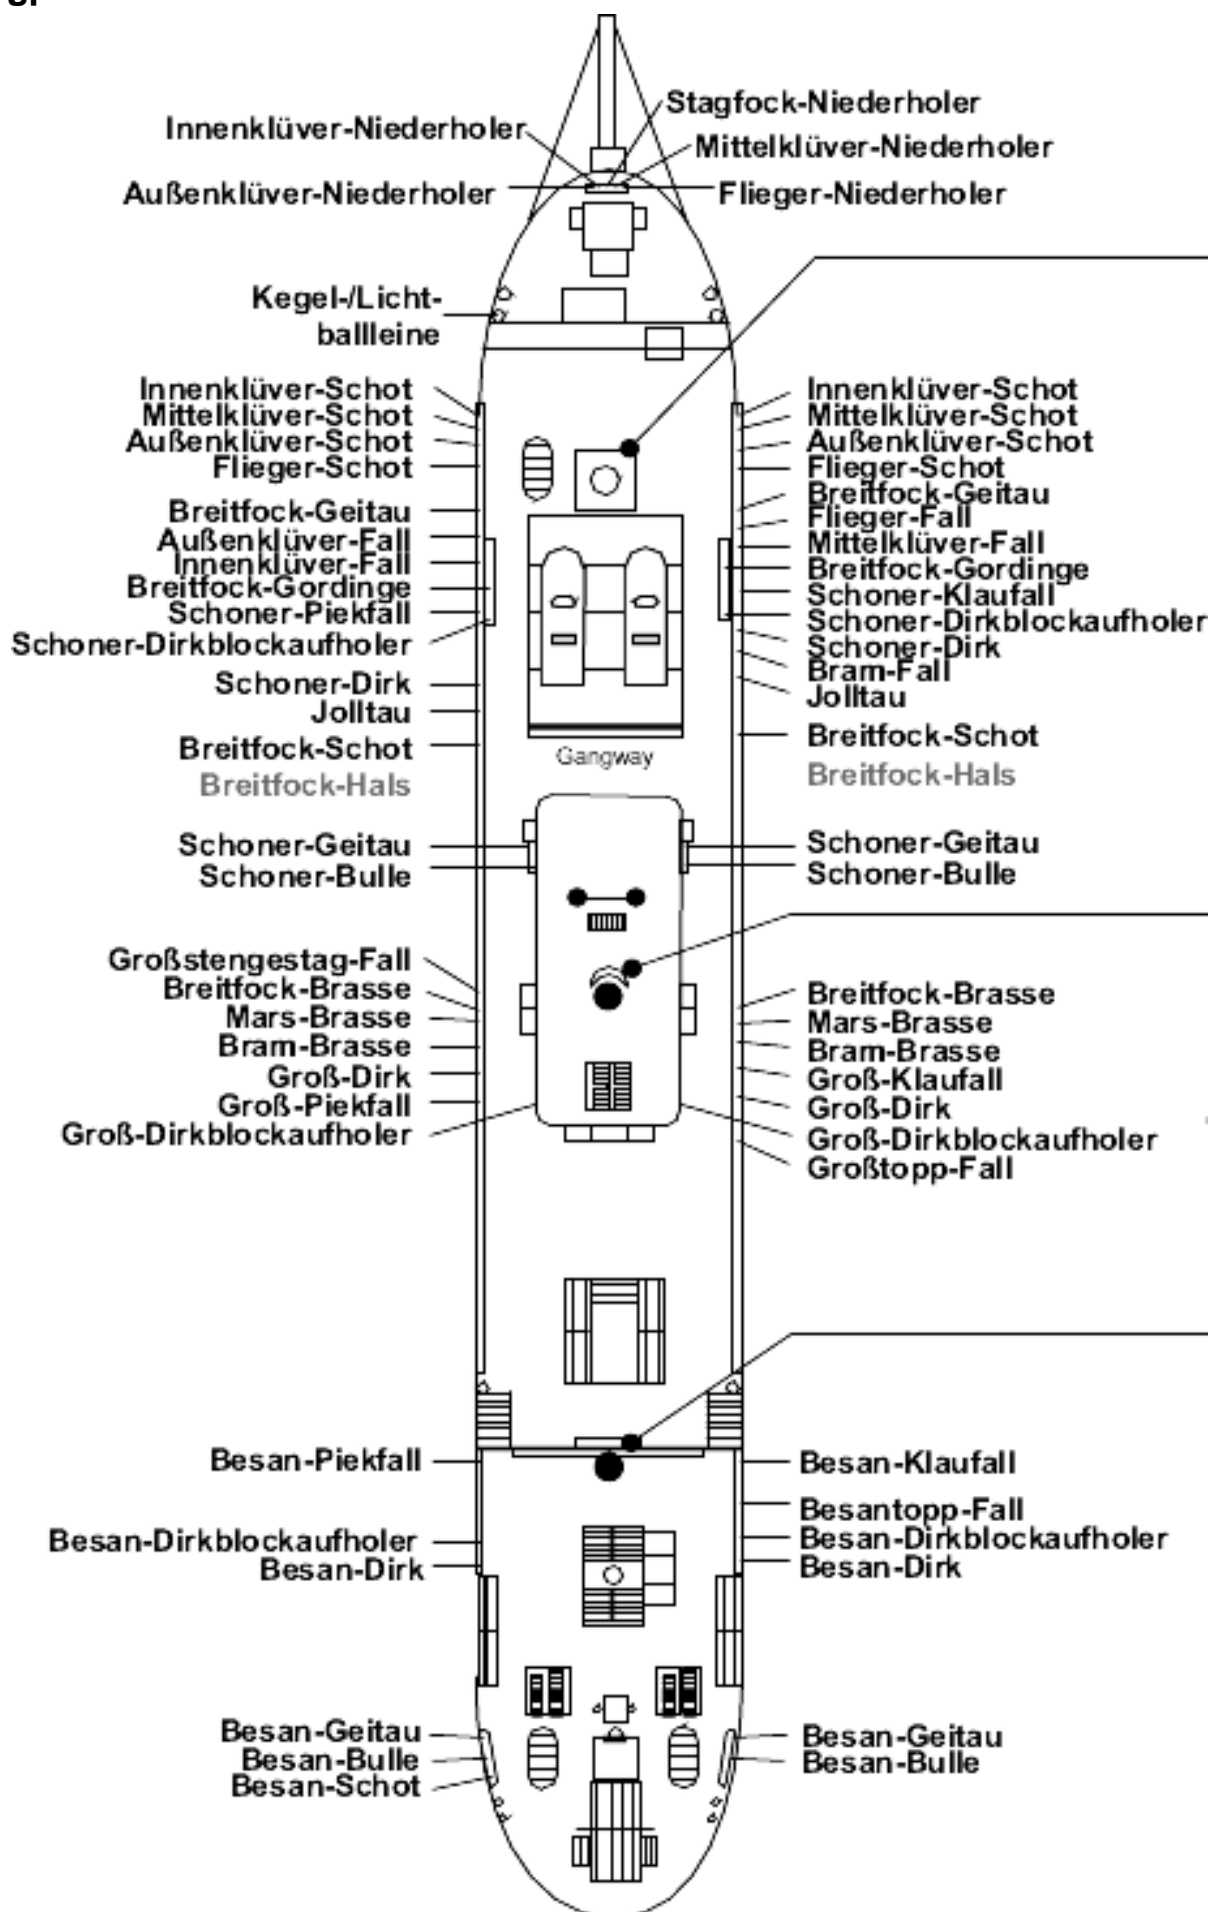 Stagfock-Niederholer
Innenklüver-Niederholer
Mittelklüver-Niederholer
Außenklüver-Niederholer
Flieger-Niederholer
Kegel-/Licht-
ballleine
Innenklüver-Schot
Mittelklüver-Schot
Außenklüver-Schot
Flieger-Schot
Breitfock-Geitau
Außenklüver-Fall
Innenklüver-Fall
Breitfock-Gordinge
Schoner-Piekfall
Schoner-Dirkblockaufholer
Schoner-Dirk
Jolltau
Breitfock-Schot
Breitfock-Hals
Schoner-Geitau
Schoner-Bulle
Großstengestag-Fall
Breitfock-Brasse
Mars-Brasse
Bram-Brasse
Groß-Dirk
Groß-Piekfall
Groß-Dirkblockaufholer
Besan-Piekfall
Besan-Dirkblockaufholer
Besan-Dirk
Besan-Geitau
Besan-Bulle
Besan-Schot
Gangway
Innenklüver-Schot
Mittelklüver-Schot
Außenklüver-Schot
Flieger-Schot
Breitfock-Geitau
Flieger-Fall
Mittelklüver-Fall
Breitfock-Gordinge
Schoner-Klaufall
Schoner-Dirkblockaufholer
Schoner-Dirk
Bram-Fall
Jolltau
Breitfock-Schot
Breitfock-Hals
Schoner-Geitau
Schoner-Bulle
Breitfock-Brasse
Mars-Brasse
Bram-Brasse
Groß-Klaufall
Groß-Dirk
Groß-Dirkblockaufholer
Großtopp-Fall
Besan-Klaufall
Besantopp-Fall
Besan-Dirkblockaufholer
Besan-Dirk
Besan-Geitau
Besan-Bulle